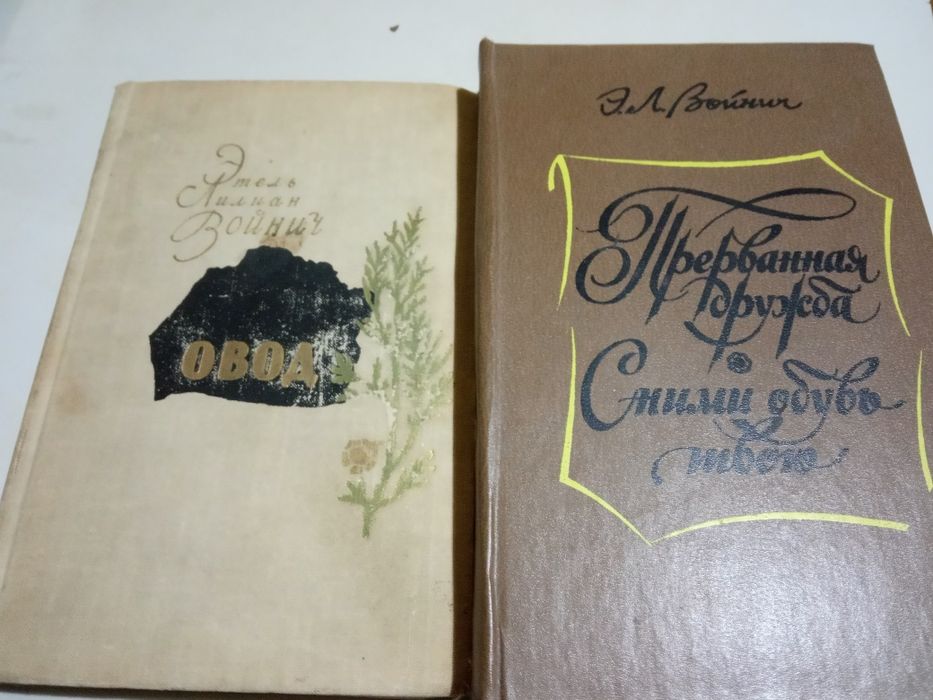 Этель
Лилиан
Войнич
ОВОД
Э.Л. Войнич
Прерванная
дружба
Сними обувь
твою